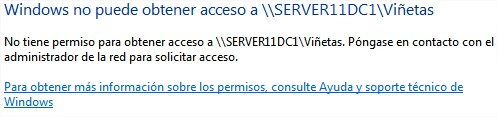 Windows no puede obtener acceso a \\SERVER11DC1\Viñetas
No tiene permiso para obtener acceso a \\SERVER11DC1\Viñetas. Póngase en contacto con el
administrador de la red para solicitar acceso.
Para obtener más información sobre los permisos, consulte Ayuda y soporte técnico de
Windows